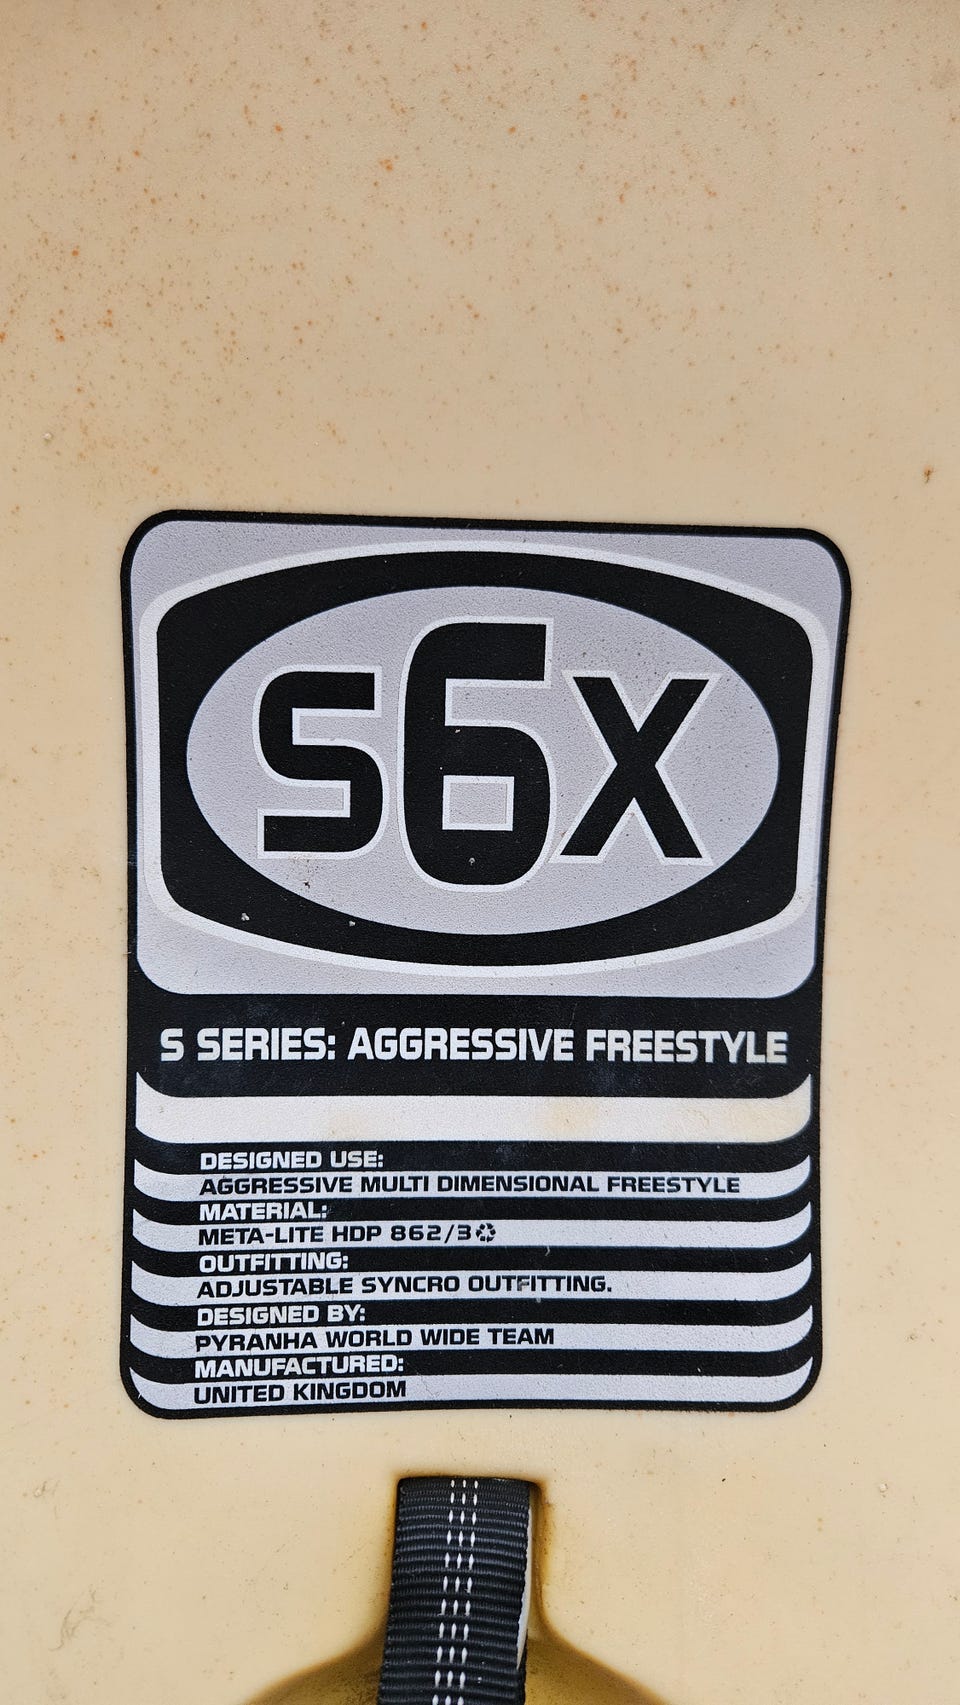 S6X
S SERIES: AGGRESSIVE FREESTYLE
DESIGNED USE:
AGGRESSIVE MULTI DIMENSIONAL FREESTYLE
MATERIAL:
META-LITE HDP 862/3♻
OUTFITTING:
ADJUSTABLE SYNCRO OUTFITTING.
DESIGNED BY:
PYRANHA WORLD WIDE TEAM
MANUFACTURED:
UNITED KINGDOM